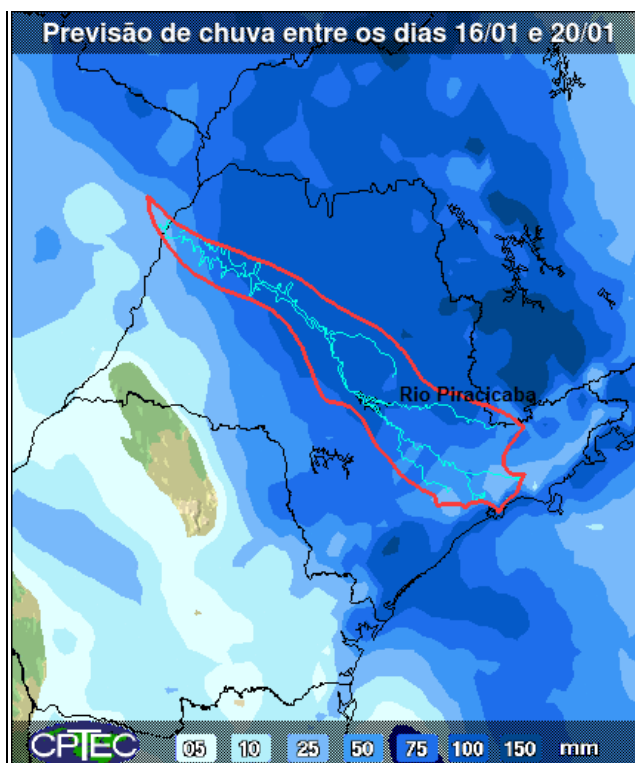 Previsão de chuva entre os dias 16/01 e 20/01
Rio Piracicaba
CPTEC 05 10 25 50 75 100 150 mm